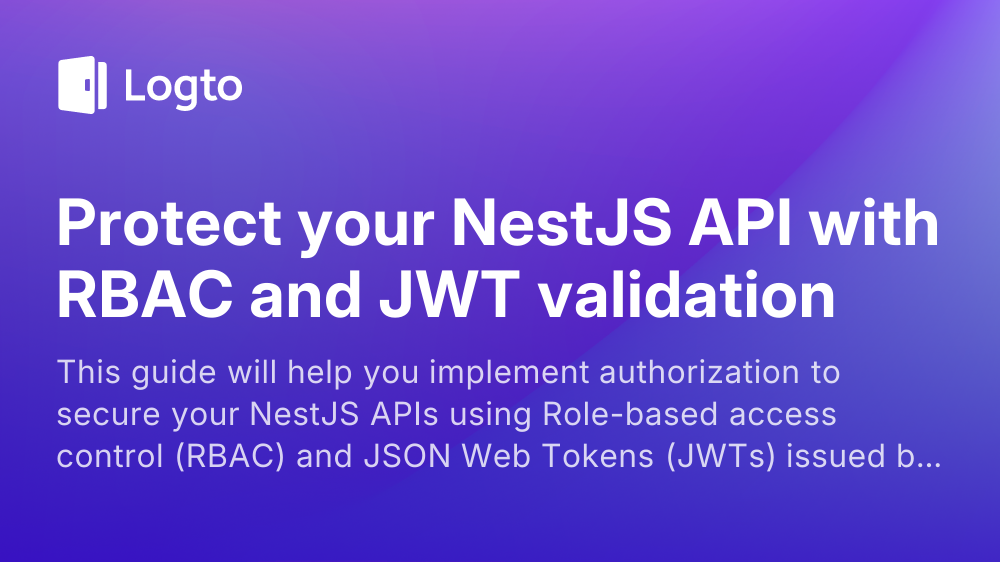 Logto
Protect your NestJS API with
RBAC and JWT validation
This guide will help you implement authorization to
secure your NestJS APIs using Role-based access
control (RBAC) and JSON Web Tokens (JWTs) issued b...